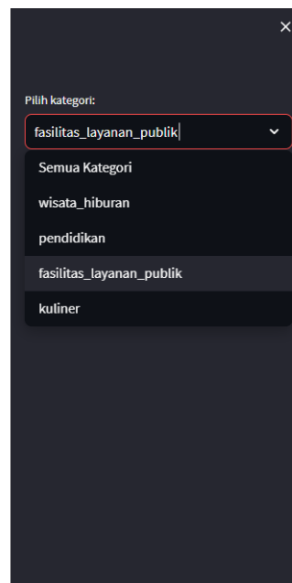 Pilih kategori:
fasilitas_layanan_publik
Semua Kategori
wisata_hiburan
pendidikan
fasilitas_layanan_publik
kuliner